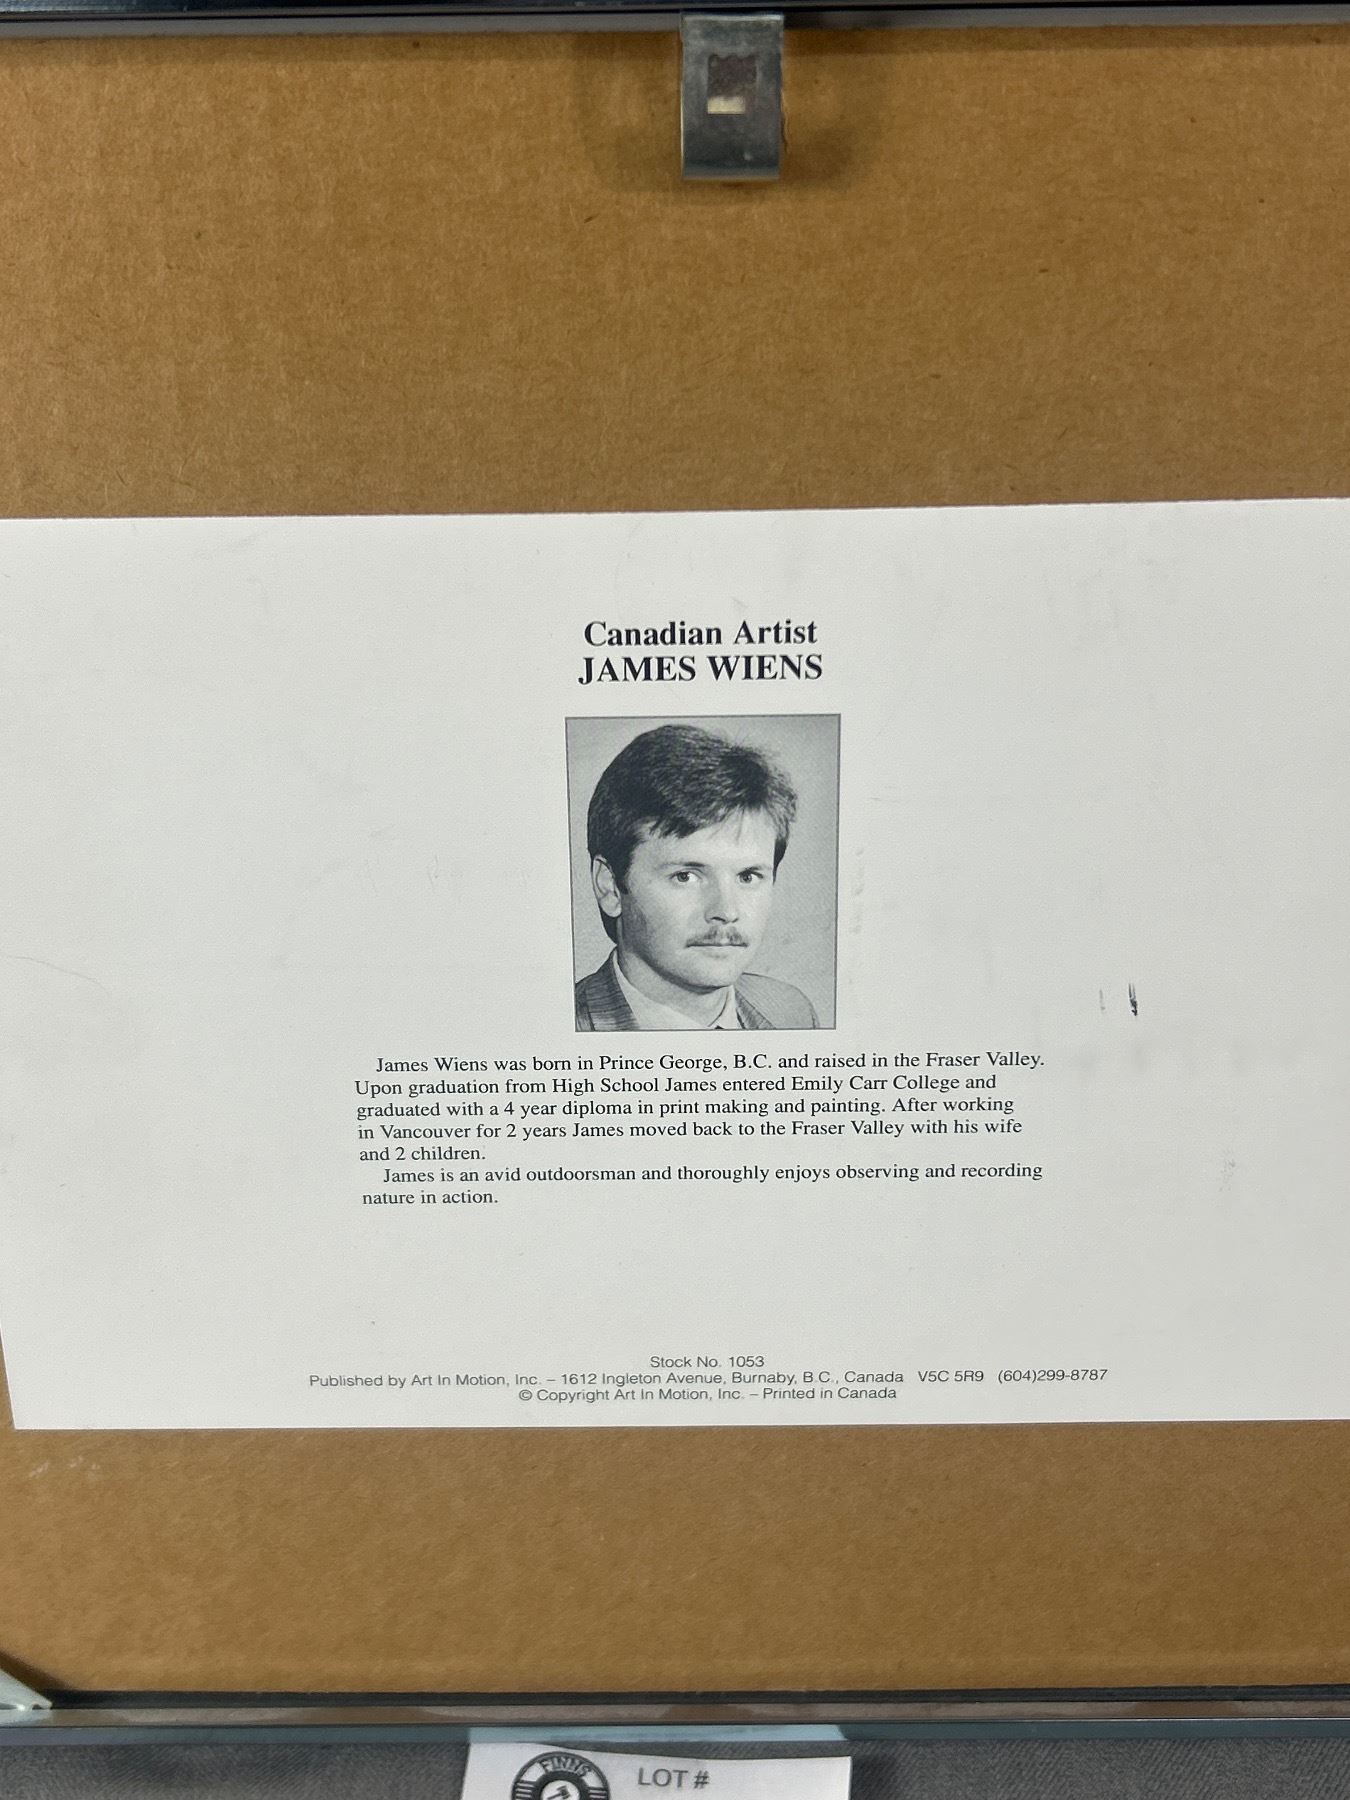 Canadian Artist
JAMES WIENS
James Wiens was born in Prince George, B.C. and raised in the Fraser Valley.
Upon graduation from High School James entered Emily Carr College and
graduated with a 4 year diploma in print making and painting. After working
in Vancouver for 2 years James moved back to the Fraser Valley with his wife
and 2 children.
James is an avid outdoorsman and thoroughly enjoys observing and recording
nature in action.
Stock No. 1053
Published by Art In Motion, Inc. – 1612 Ingleton Avenue, Burnaby, B.C., Canada V5C 5R9 (604)299-8787
© Copyright Art In Motion, Inc. – Printed in Canada
FINNS
LOT #